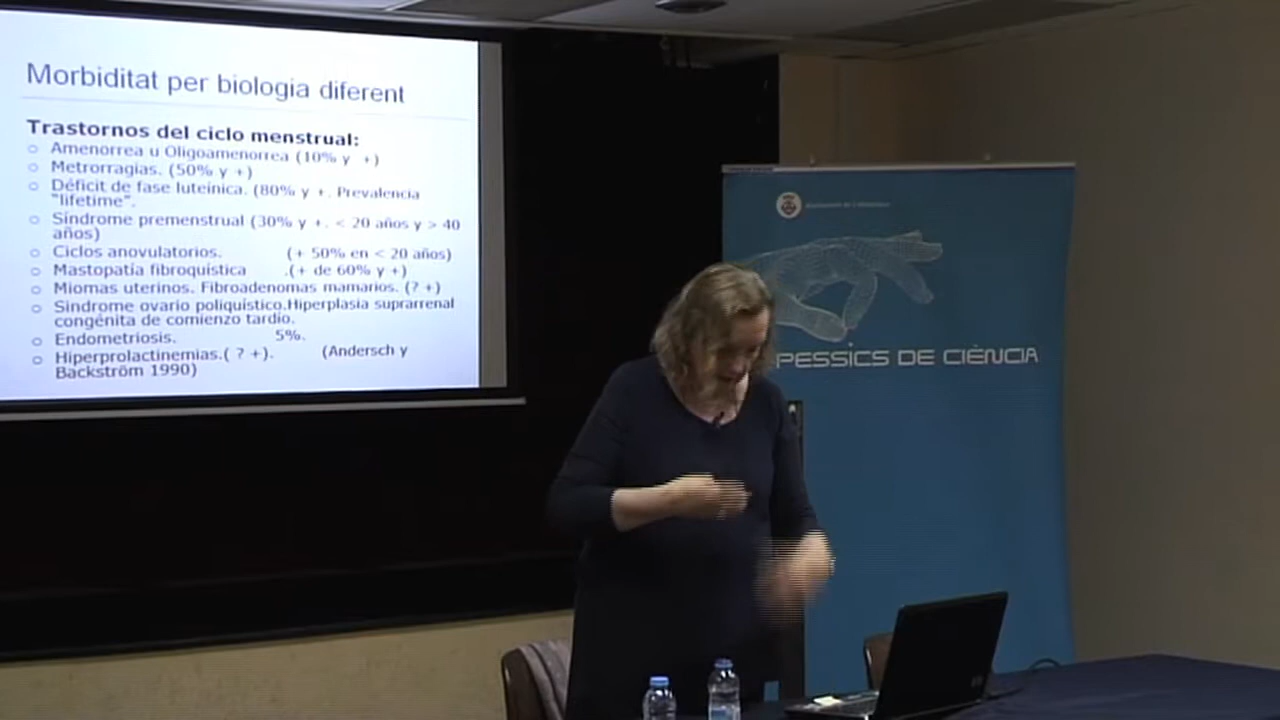 Morbiditat per biologia diferent
Trastornos del ciclo menstrual:
Amenorrea u Oligoamenorrea (10% y +)
Metrorragias. (50% y +)
Déficit de fase luteínica. (80% y +. Prevalencia
"lifetime".
Síndrome premenstrual (30% y +. < 20 años y > 40
años)
Ciclos anovulatorios. (+ 50% en < 20 años)
Mastopatía fibroquística .(+ de 60% y +)
Miomas uterinos. Fibroadenomas mamarios. (? +)
Sindrome ovario poliquístico.Hiperplasia suprarrenal
congénita de comienzo tardío.
Endometriosis. 5%.
Hiperprolactinemias.( ? +). (Andersch y
Backström 1990)
PESSICS DE CIÈNCIA